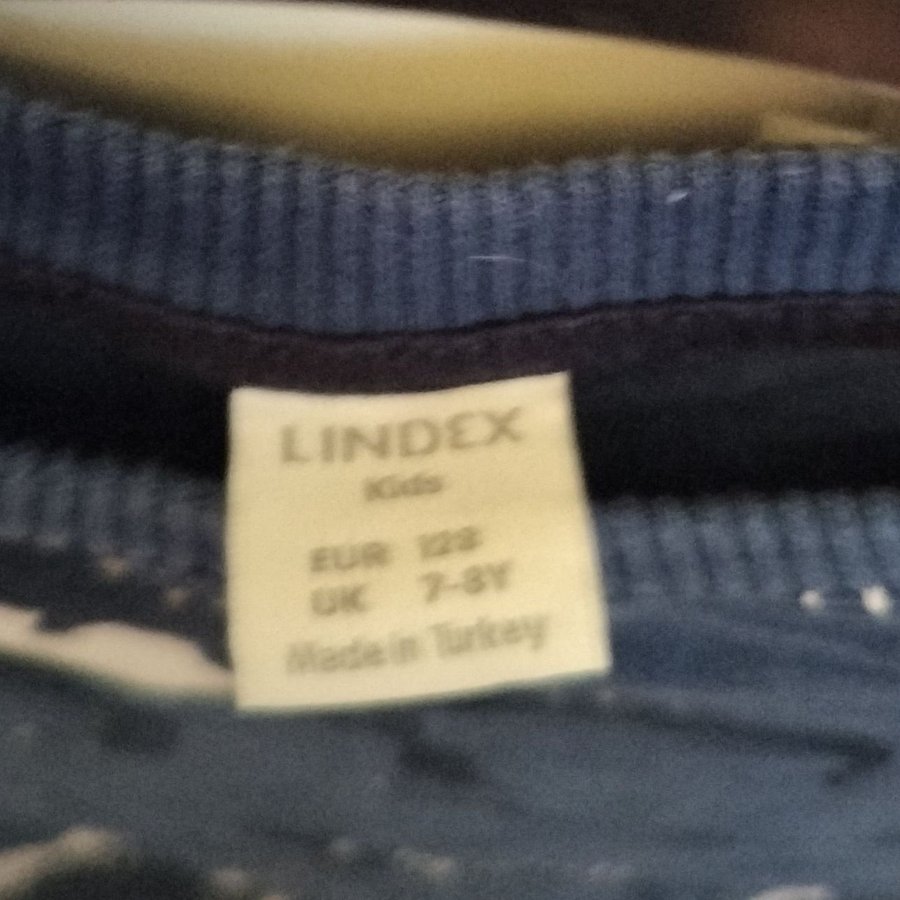 LINDEX
Kids
EUR 128
UK 7-8Y
Made in Turkey